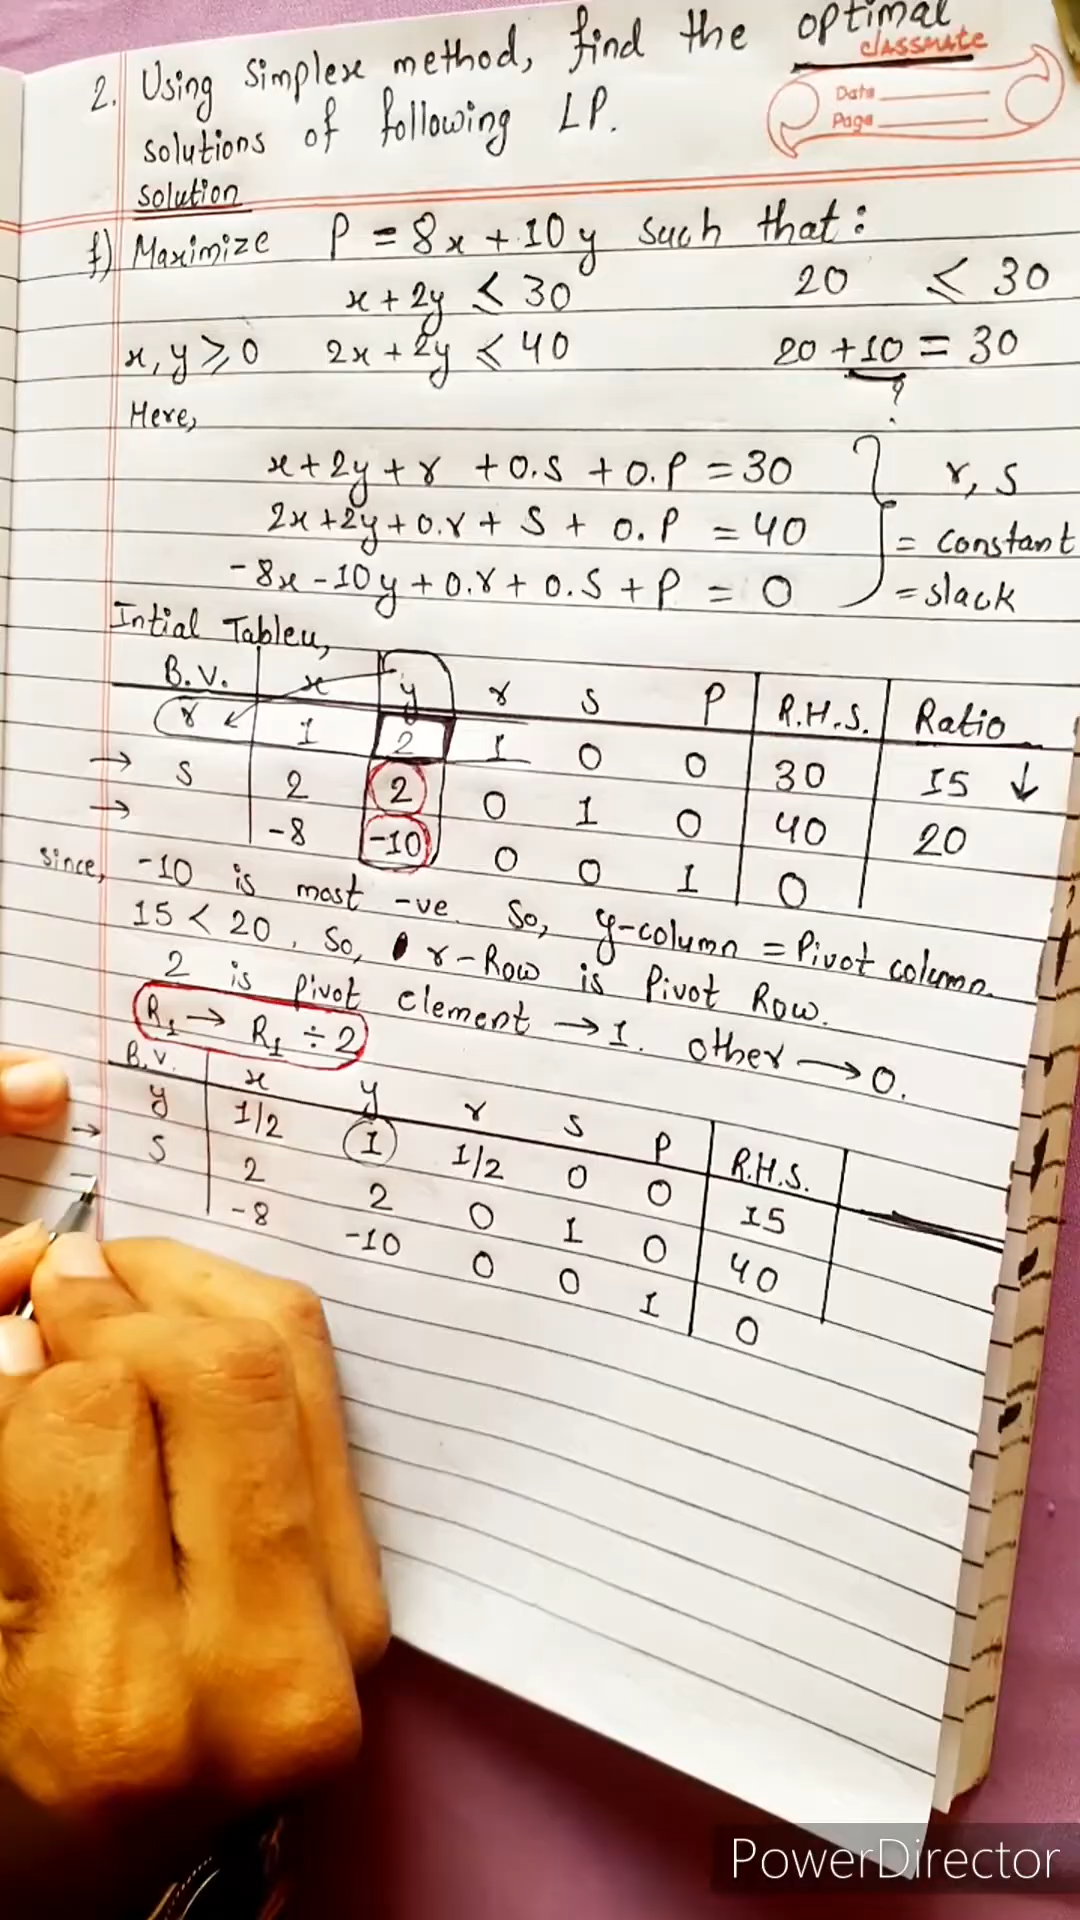 2. Using Simplex method, find the optimal
classmate
Date
Page
solutions of following LP.
solution
f) Maximize P = 8x + 10y such that:
x + 2y ≤ 30 20 ≤ 30
x, y ≥ 0 2x + 2y ≤ 40 20 + 10 = 30
?
Here,
x + 2y + r + 0.S + 0.P = 30 r, s
2x + 2y + 0.r + S + 0.P = 40 = constant
-8x - 10y + 0.r + 0.S + P = 0 = slack
Intial Tableu,
B.V. x y r S P R.H.S. Ratio
r 1 2 1 0 0 30 15 ↓
→ S 2 2 0 1 0 40 20
→ -8 -10 0 0 1 0
Since, -10 is most -ve. So, y-column = Pivot column.
15 < 20, So, r-Row is Pivot Row.
2 is pivot element → 1. other → 0.
R1 → R1 ÷ 2
B.V. x y r S P R.H.S.
y 1/2 1 1/2 0 0 15
→ S 2 2 0 1 0 40
-8 -10 0 0 1 0
PowerDirector